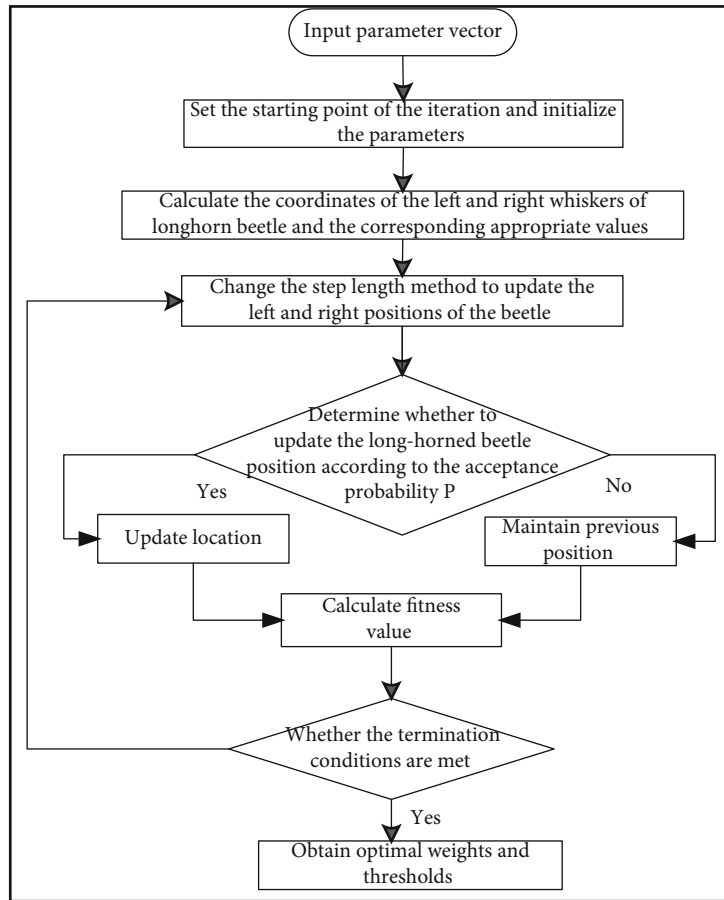 Input parameter vector
Set the starting point of the iteration and initialize
the parameters
Calculate the coordinates of the left and right whiskers of
longhorn beetle and the corresponding appropriate values
Change the step length method to update the
left and right positions of the beetle
Determine whether to
update the long-horned beetle
position according to the acceptance
probability P
Yes
No
Update location
Maintain previous
position
Calculate fitness
value
Whether the termination
conditions are met
Yes
Obtain optimal weights and
thresholds